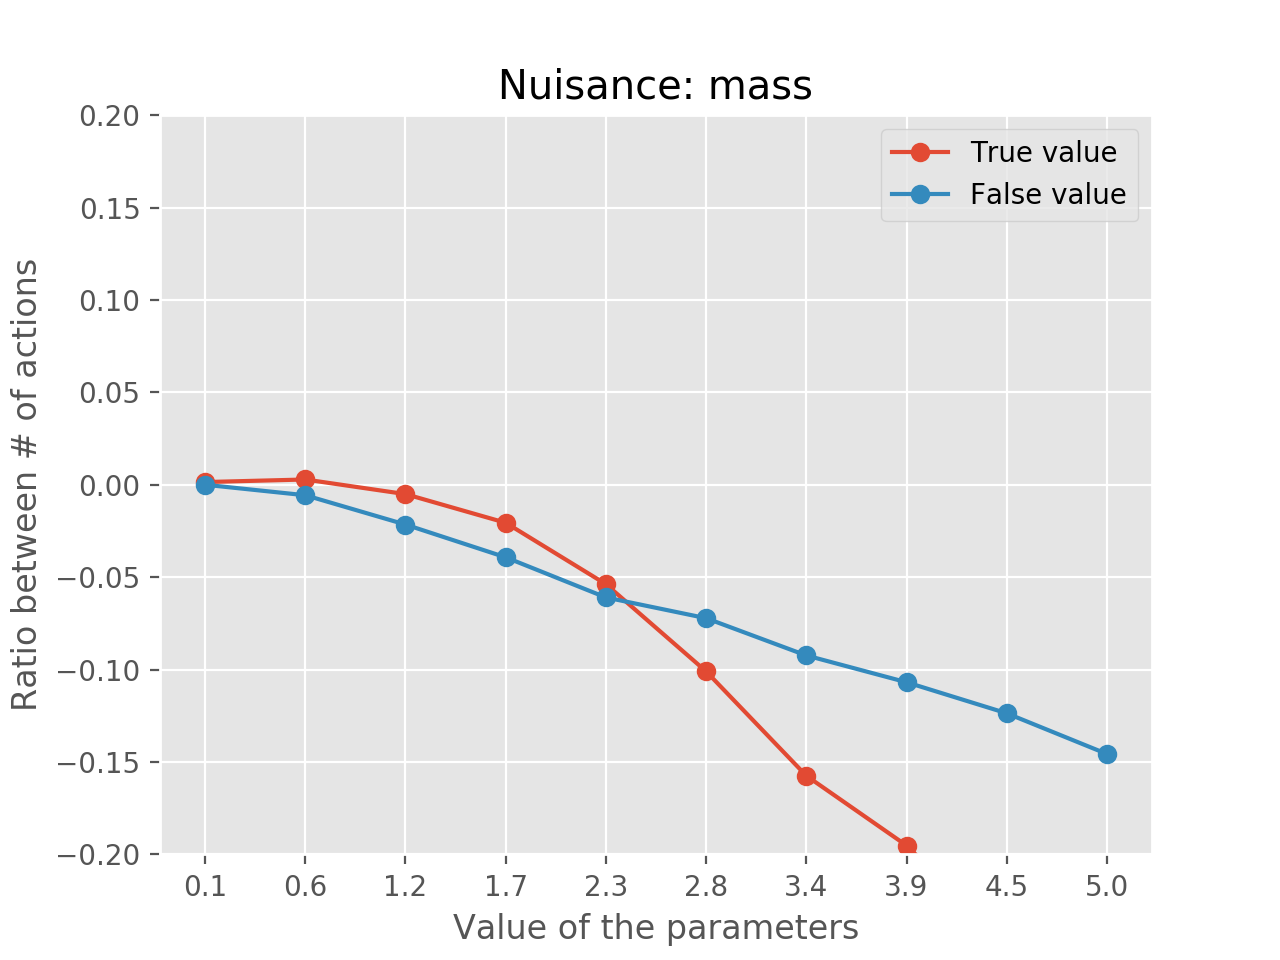 Nuisance: mass
True value
False value
Ratio between # of actions
0.20
0.15
0.10
0.05
0.00
−0.05
−0.10
−0.15
−0.20
0.1 0.6 1.2 1.7 2.3 2.8 3.4 3.9 4.5 5.0
Value of the parameters